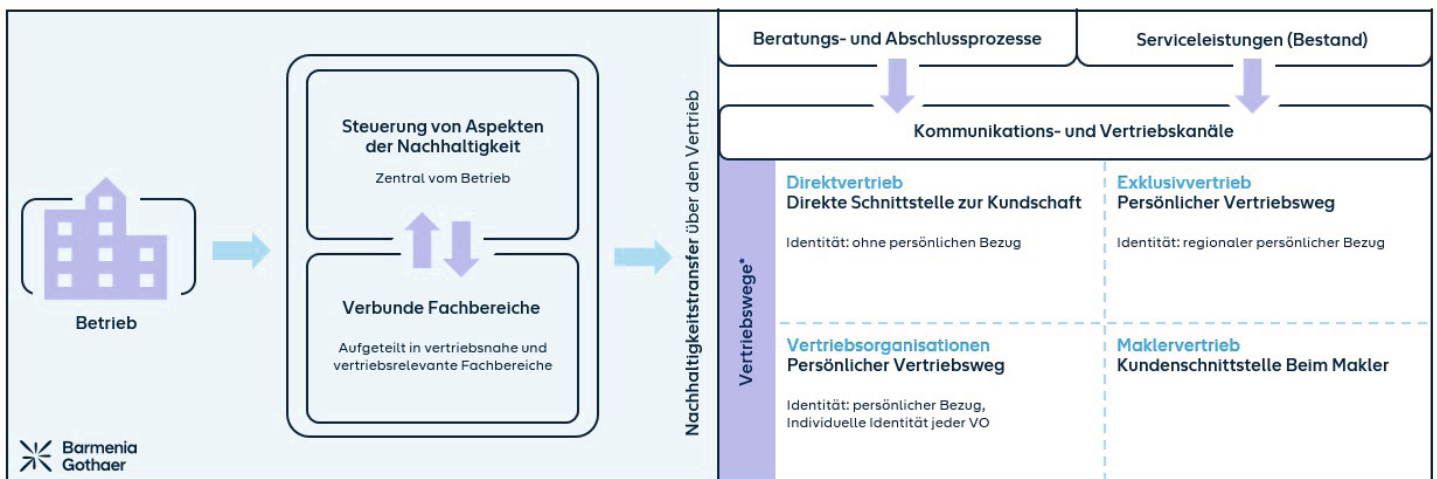 Betrieb
Steuerung von Aspekten
der Nachhaltigkeit
Zentral vom Betrieb
Verbunde Fachbereiche
Aufgeteilt in vertriebsnahe und
vertriebsrelevante Fachbereiche
Barmenia
Gothaer
Nachhaltigkeitstransfer über den Vertrieb
Beratungs- und Abschlussprozesse
Serviceleistungen (Bestand)
Kommunikations- und Vertriebskanäle
Vertriebswege*
Direktvertrieb
Direkte Schnittstelle zur Kundschaft
Identität: ohne persönlichen Bezug
Exklusivvertrieb
Persönlicher Vertriebsweg
Identität: regionaler persönlicher Bezug
Vertriebsorganisationen
Persönlicher Vertriebsweg
Identität: persönlicher Bezug,
Individuelle Identität jeder VO
Maklervertrieb
Kundenschnittstelle Beim Makler